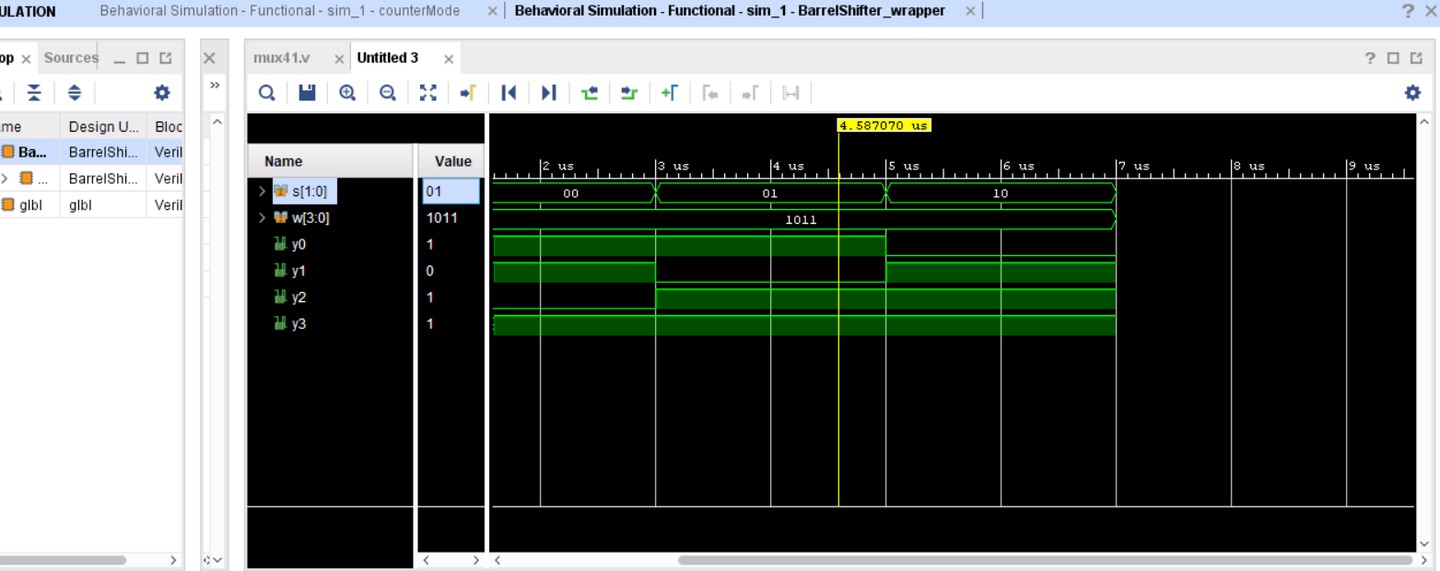 ULATION Behavioral Simulation - Functional - sim_1 - counterMode Behavioral Simulation - Functional - sim_1 - BarrelShifter_wrapper ? ×
op × Sources
mux41.v × Untitled 3 ×
»
me Design U... Bloc
Ba... BarrelShi... Veril
> ... BarrelShi... Veril
glbl glbl Veril
4.587070 us
Name Value 2 us 3 us 4 us 5 us 6 us 7 us 8 us 9 us
s[1:0] 01 00 01 10
w[3:0] 1011 1011
y0 1
y1 0
y2 1
y3 1